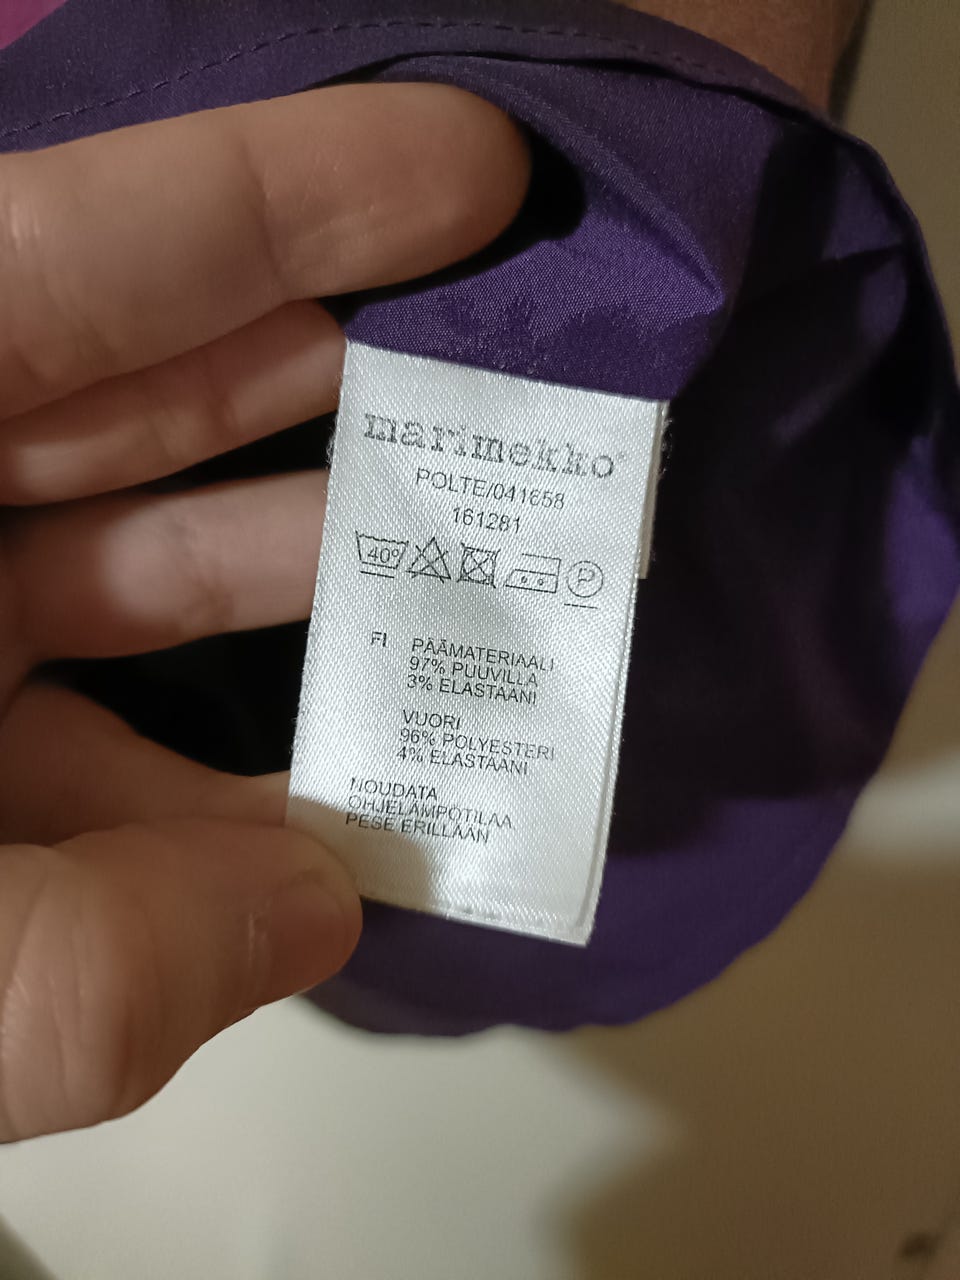 marimekko®
POLTE/041658
161281
40°
P
FI PÄÄMATERIAALI
97% PUUVILLA
3% ELASTAANI
VUORI
96% POLYESTERI
4% ELASTAANI
NOUDATA
OHJELÄMPÖTILAA
PESE ERILLÄÄN